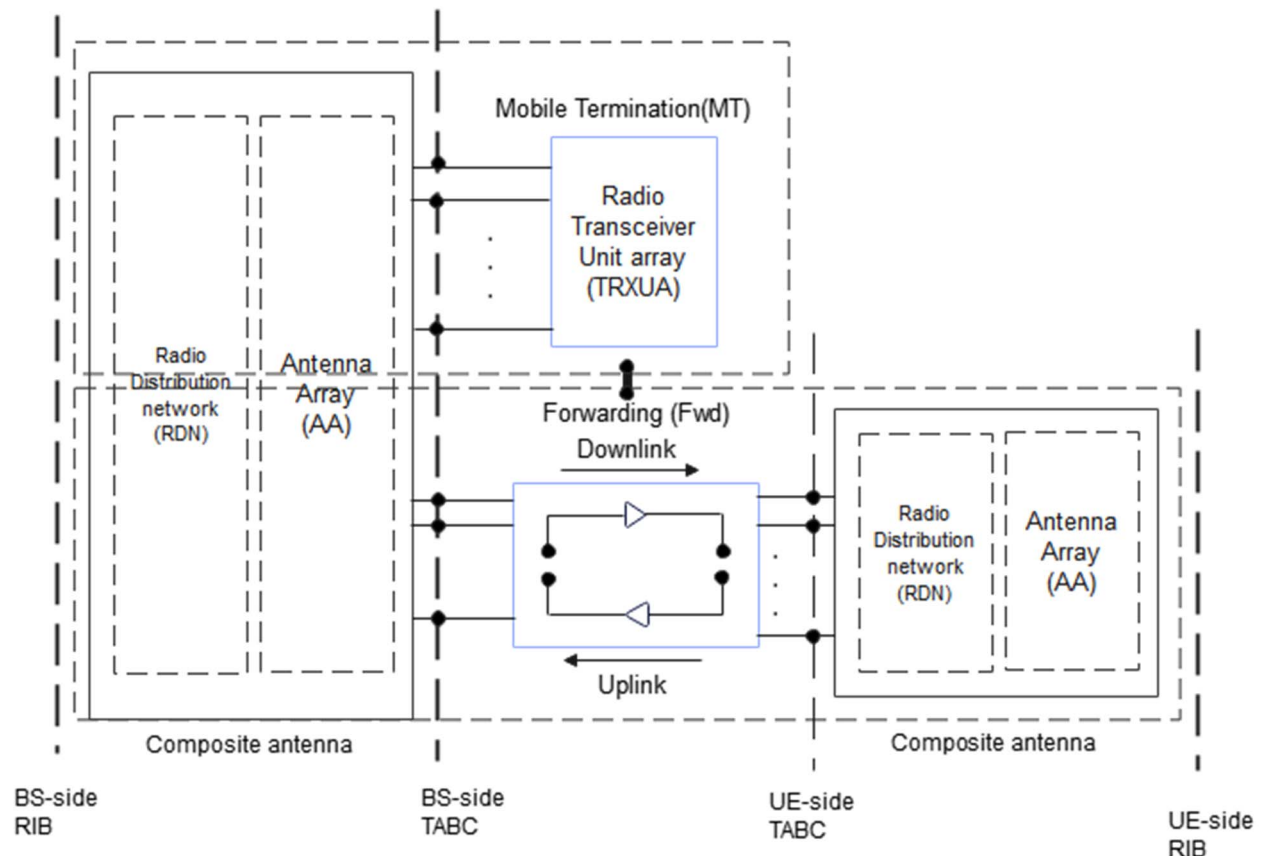 Mobile Termination(MT)
Radio
Transceiver
Unit array
(TRXUA)
Radio
Distribution
network
(RDN)
Antenna
Array
(AA)
Forwarding (Fwd)
Downlink
Uplink
Radio
Distribution
network
(RDN)
Antenna
Array
(AA)
Composite antenna
Composite antenna
BS-side
RIB
BS-side
TABC
UE-side
TABC
UE-side
RIB